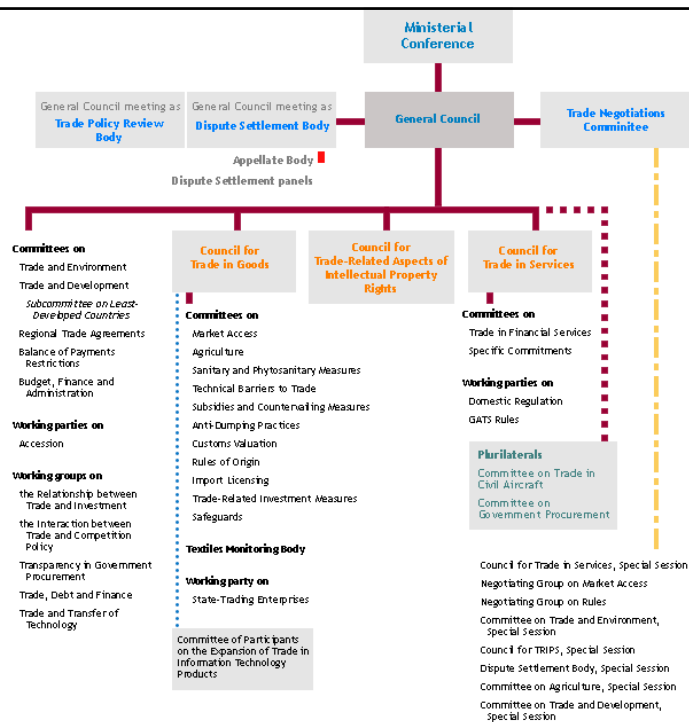 Ministerial
Conference
General Council meeting as
Trade Policy Review
Body
General Council meeting as
Dispute Settlement Body
General Council
Trade Negotiations
Comminitee
Appellate Body
Dispute Settlement panels
Committees on
Trade and Environment
Trade and Development
Subcommittee on Least-
Developed Countries
Regional Trade Agreements
Balance of Payments
Restrictions
Budget, Finance and
Administration
Working parties on
Accession
Working groups on
the Relationship between
Trade and Investment
the Interaction between
Trade and Competition
Policy
Transparency in Government
Procurement
Trade, Debt and Finance
Trade and Transfer of
Technology
Council for
Trade in Goods
Committees on
Market Access
Agriculture
Sanitary and Phytosanitary Measures
Technical Barriers to Trade
Subsidies and Countervailing Measures
Anti-Dumping Practices
Customs Valuation
Rules of Origin
Import Licensing
Trade-Related Investment Measures
Safeguards
Textiles Monitoring Body
Working party on
State-Trading Enterprises
Committee of Participants
on the Expansion of Trade in
Information Technology
Products
Council for
Trade-Related Aspects of
Intellectual Property
Rights
Council for
Trade in Services
Committees on
Trade in Financial Services
Specific Commitments
Working parties on
Domestic Regulation
GATS Rules
Plurilaterals
Committee on Trade in
Civil Aircraft
Committee on
Government Procurement
Council for Trade in Services, Special Session
Negotiating Group on Market Access
Negotiating Group on Rules
Committee on Trade and Environment,
Special Session
Council for TRIPS, Special Session
Dispute Settlement Body, Special Session
Committee on Agriculture, Special Session
Committee on Trade and Development,
Special Session